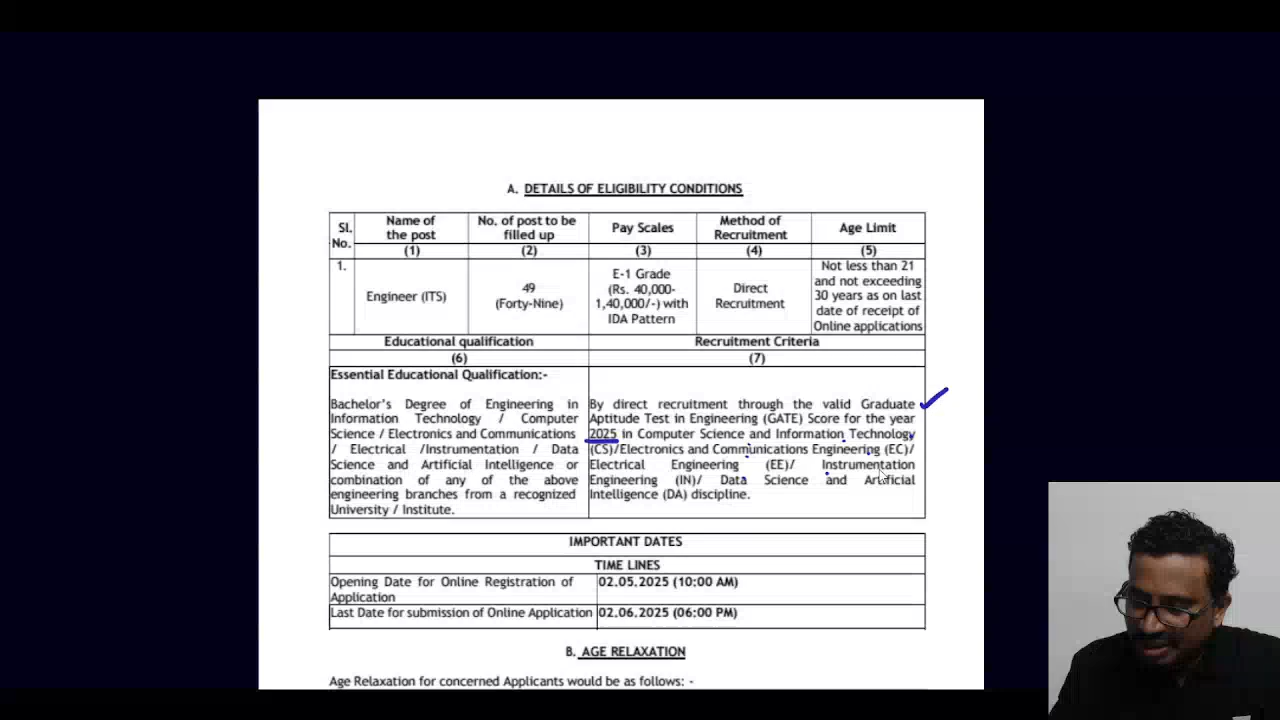 A. DETAILS OF ELIGIBILITY CONDITIONS
Sl. No.
Name of the post
No. of post to be filled up
Pay Scales
Method of Recruitment
Age Limit
(1)
(2)
(3)
(4)
(5)
1.
Engineer (ITS)
49
(Forty-Nine)
E-1 Grade
(Rs. 40,000-
1,40,000/-) with
IDA Pattern
Direct
Recruitment
Not less than 21
and not exceeding
30 years as on last
date of receipt of
Online applications
Educational qualification
Recruitment Criteria
(6)
(7)
Essential Educational Qualification:-
Bachelor's Degree of Engineering in
Information Technology / Computer
Science / Electronics and Communications
/ Electrical /Instrumentation / Data
Science and Artificial Intelligence or
combination of any of the above
engineering branches from a recognized
University / Institute.
By direct recruitment through the valid Graduate
Aptitude Test in Engineering (GATE) Score for the year
2025 in Computer Science and Information Technology
(CS)/Electronics and Communications Engineering (EC)/
Electrical Engineering (EE)/ Instrumentation
Engineering (IN)/ Data Science and Artificial
Intelligence (DA) discipline.
IMPORTANT DATES
TIME LINES
Opening Date for Online Registration of
Application
02.05.2025 (10:00 AM)
Last Date for submission of Online Application
02.06.2025 (06:00 PM)
B. AGE RELAXATION
Age Relaxation for concerned Applicants would be as follows: -